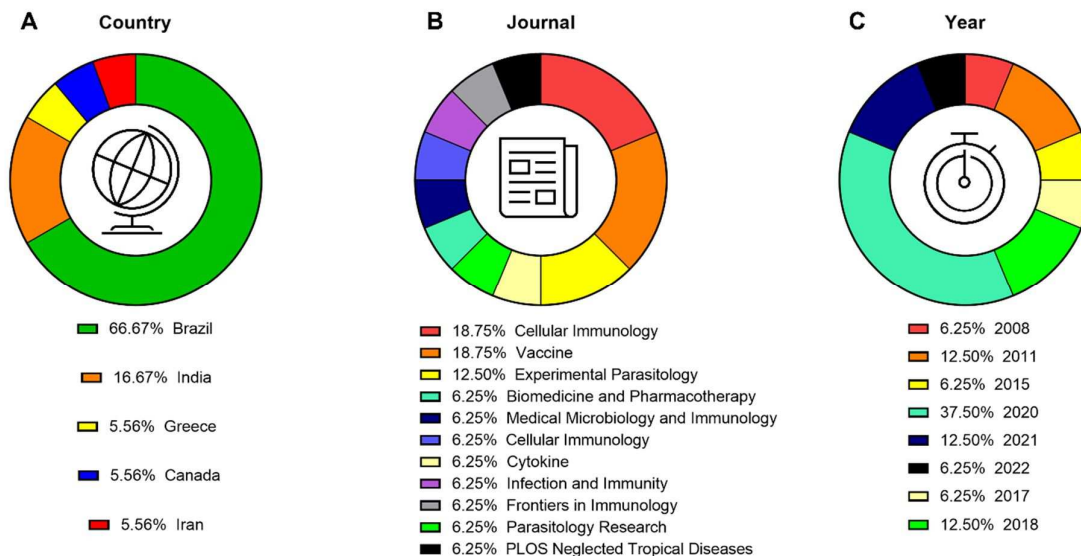 A Country
66.67% Brazil
16.67% India
5.56% Greece
5.56% Canada
5.56% Iran
B Journal
18.75% Cellular Immunology
18.75% Vaccine
12.50% Experimental Parasitology
6.25% Biomedicine and Pharmacotherapy
6.25% Medical Microbiology and Immunology
6.25% Cellular Immunology
6.25% Cytokine
6.25% Infection and Immunity
6.25% Frontiers in Immunology
6.25% Parasitology Research
6.25% PLOS Neglected Tropical Diseases
C Year
6.25% 2008
12.50% 2011
6.25% 2015
37.50% 2020
12.50% 2021
6.25% 2022
6.25% 2017
12.50% 2018